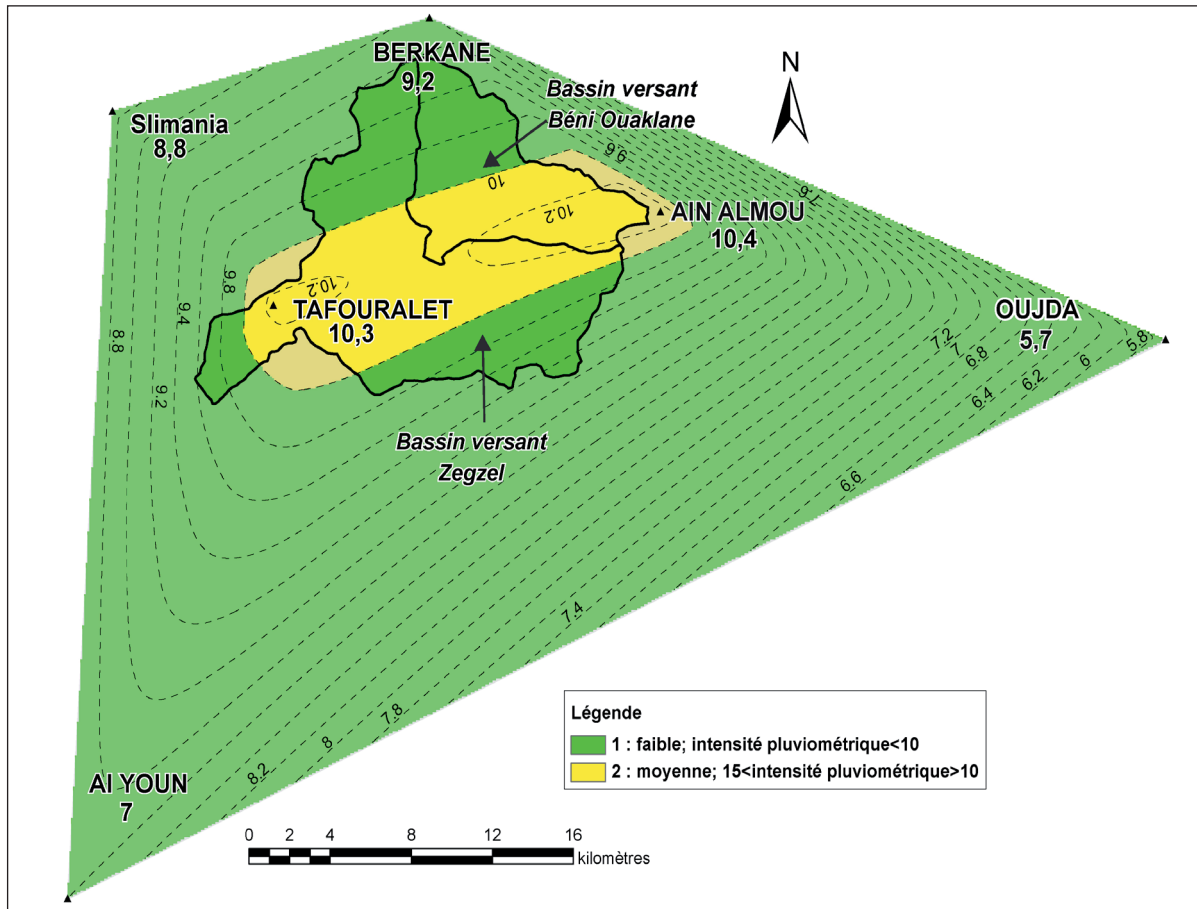 BERKANE
9,2
N
Bassin versant
Béni Ouaklane
Slimania
8,8
9.6
10
7.6
10.2
AIN ALMOU
10,4
9.8
10.2
TAFOURALET
10,3
OUJDA
5,7
8.8
9.4
7.2
7
6.8
5.8
6
6.2
6.4
9.2
Bassin versant
Zegzel
6.6
7.4
Légende
1 : faible; intensité pluviométrique<10
2 : moyenne; 15<intensité pluviométrique>10
7.8
8
8.2
Al YOUN
7
0 2 4 8 12 16
kilomètres